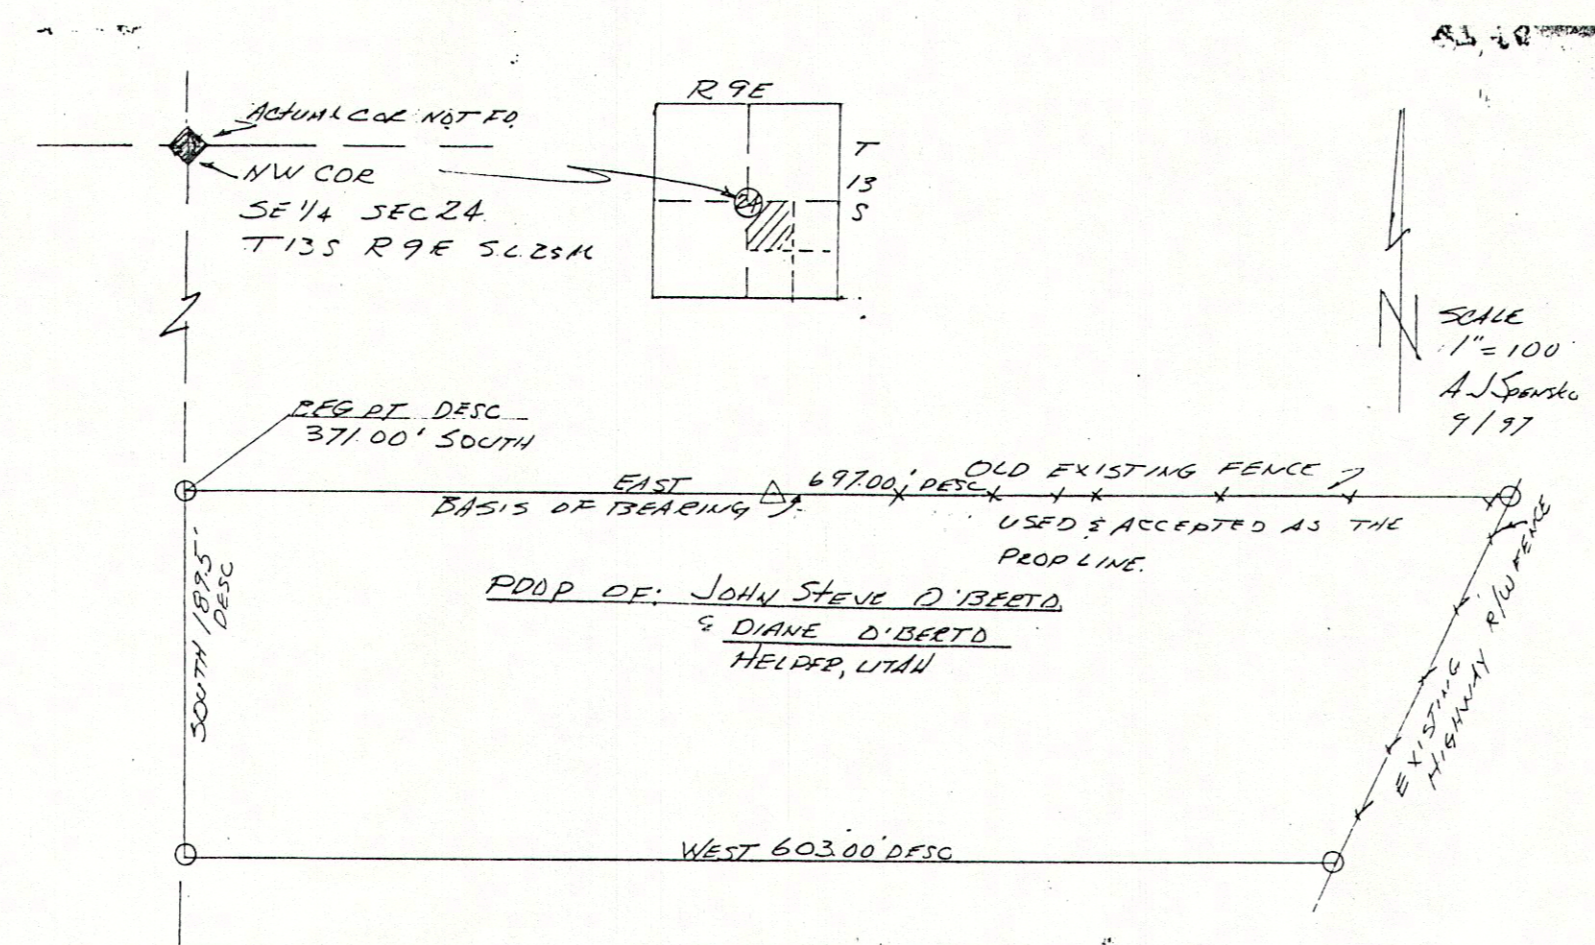 ACTUAL COR NOT FD.
NW COR
SE 1/4 SEC 24.
T13S R9E S.L.B&M
R 9E
T
13
S
24
N
SCALE
1"=100
A J Spensko
9/97
BEG PT DESC
371.00' SOUTH
EAST
697.00' DESC
BASIS OF BEARING
OLD EXISTING FENCE
USED & ACCEPTED AS THE
PROP LINE.
PROP OF: JOHN STEVE O'BERTO
& DIANE O'BERTO
HELPER, UTAH
SOUTH 189.5'
DESC
EXISTING
HIGHWAY R/W FENCE
WEST 603.00' DESC